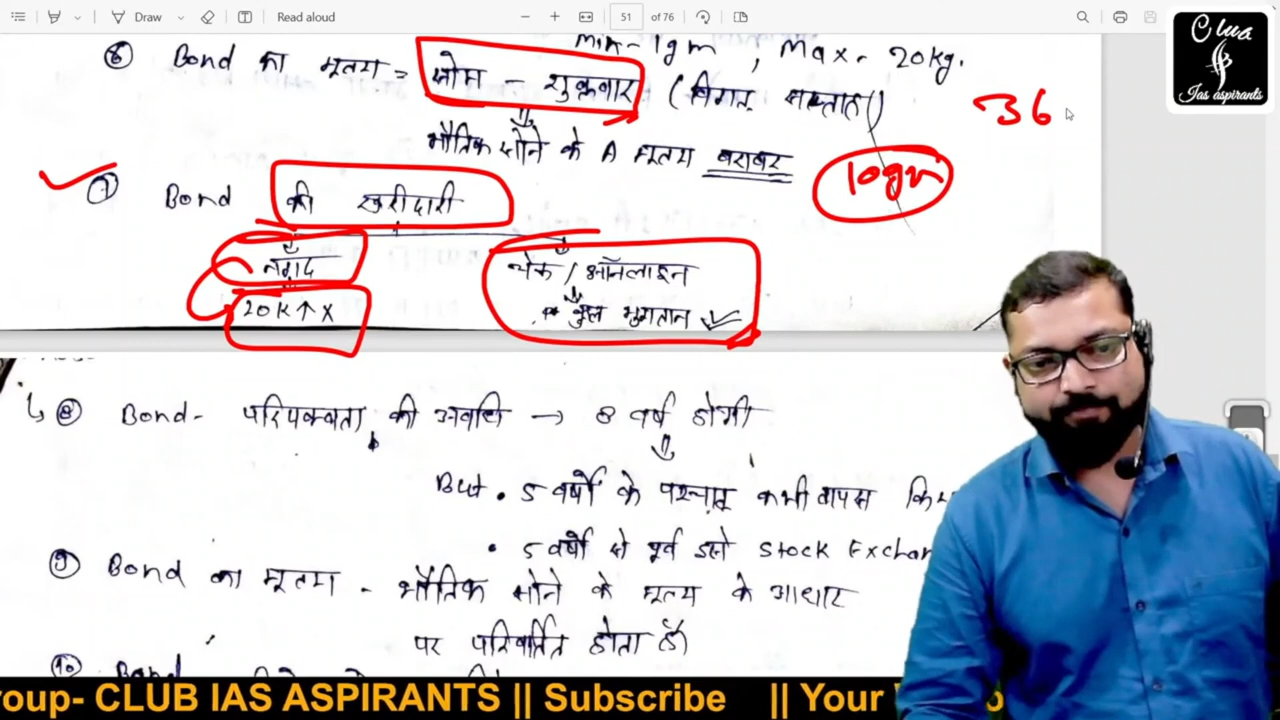 Draw
Read aloud
51 of 76
Clua
Ias aspirants
Min- 1gm , Max- 20kg.
⑥ Bond का मूल्य = सोम - शुक्रवार (विगत सप्ताह)
36
भौतिक सोने के A मूल्य बराबर
10gm
⑦ Bond की खरीदारी
नगद
चेक / ऑनलाइन
20K↑ X
कुल भुगतान
⑧ Bond- परिपक्वता की अवधि → 8 वर्ष होगी
But • 5 वर्षों के पश्चात् कभी वापस
• 5 वर्षों से पूर्व इसे Stock Exchan
⑨ Bond का मूल्य - भौतिक सोने के मूल्य के आधार
पर परिवर्तित होता है।
⑩ Bond
roup- CLUB IAS ASPIRANTS || Subscribe || Your